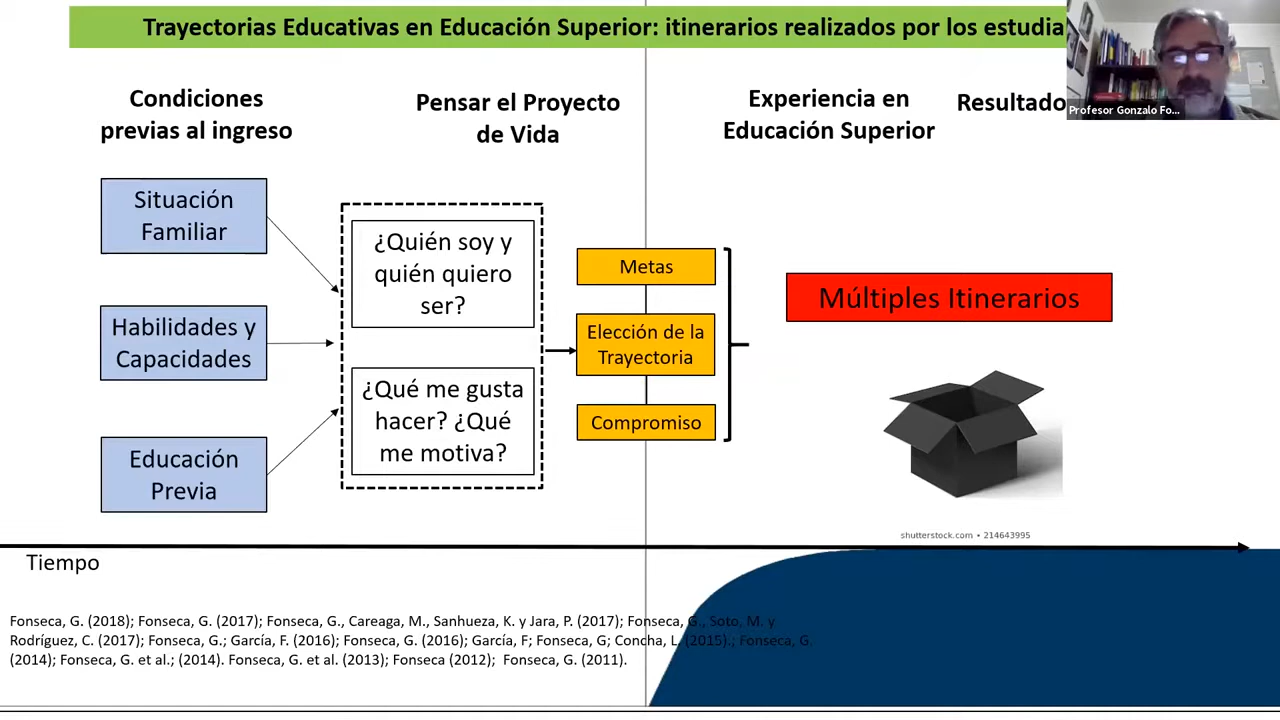 Trayectorias Educativas en Educación Superior: itinerarios realizados por los
Profesor Gonzalo Fo...
Condiciones
previas al ingreso
Pensar el Proyecto
de Vida
Experiencia en
Educación Superior
Resultado
Situación
Familiar
Habilidades y
Capacidades
Educación
Previa
¿Quién soy y
quién quiero
ser?
¿Qué me gusta
hacer? ¿Qué
me motiva?
Metas
Elección de la
Trayectoria
Compromiso
Múltiples Itinerarios
shutterstock.com • 214643995
Tiempo
Fonseca, G. (2018); Fonseca, G. (2017); Fonseca, G., Careaga, M., Sanhueza, K. y Jara, P. (2017); Fonseca, G., Soto, M. y
Rodríguez, C. (2017); Fonseca, G.; García, F. (2016); Fonseca, G. (2016); García, F; Fonseca, G; Concha, L. (2015).; Fonseca, G.
(2014); Fonseca, G. et al.; (2014). Fonseca, G. et al. (2013); Fonseca (2012); Fonseca, G. (2011).